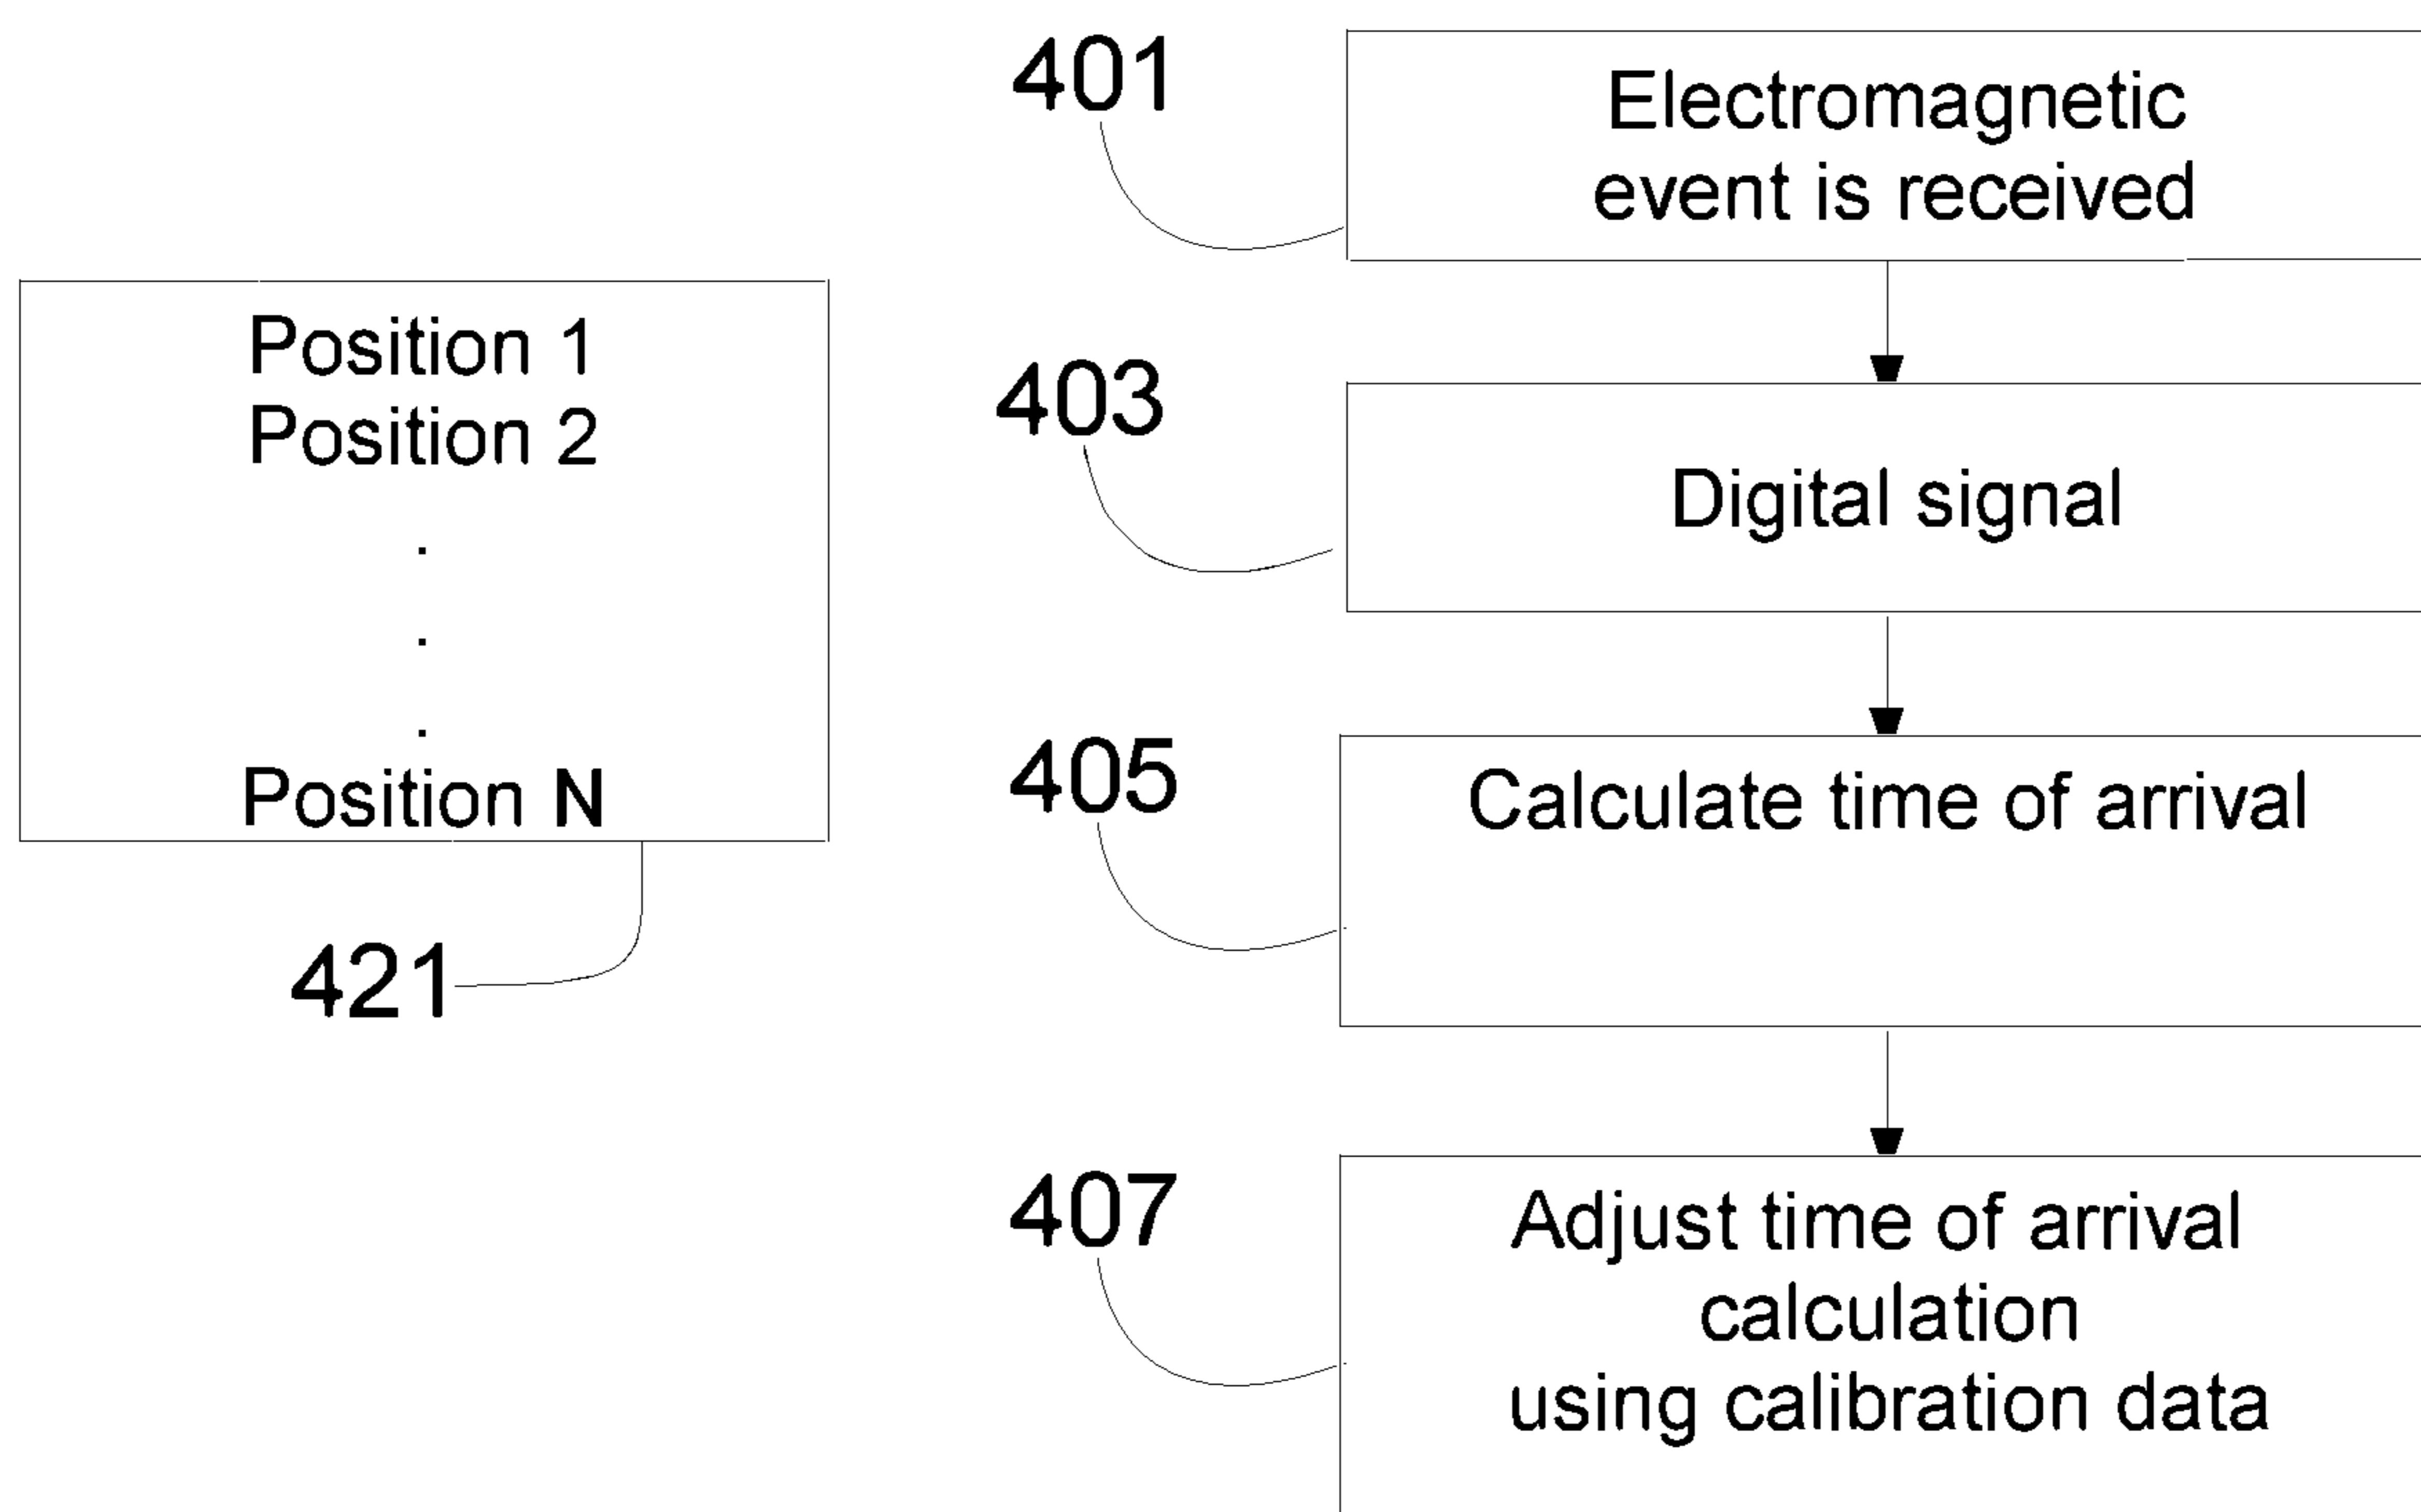 401
Electromagnetic
event is received
Position 1
Position 2
.
.
.
Position N
421
403
Digital signal
405
Calculate time of arrival
407
Adjust time of arrival
calculation
using calibration data